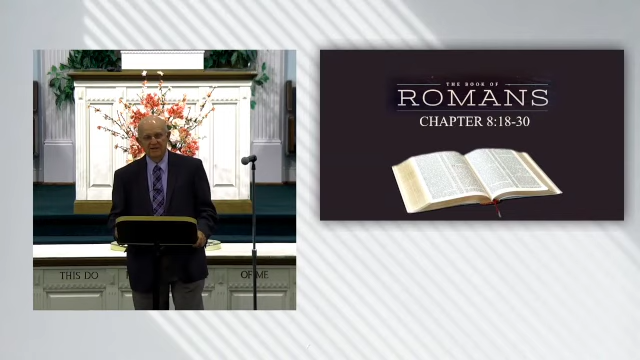 THE BOOK OF
ROMANS
CHAPTER 8:18-30
THIS DO
OF ME